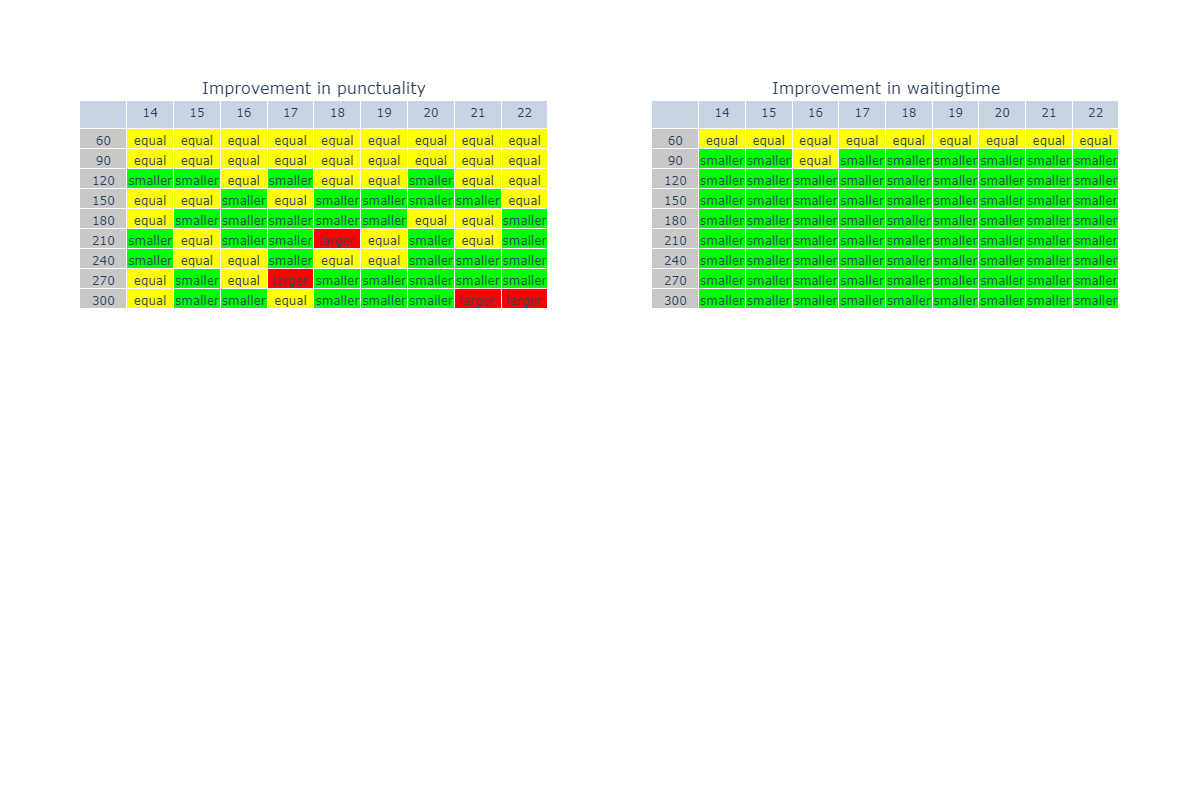 Improvement in punctuality
14 15 16 17 18 19 20 21 22
60 equal equal equal equal equal equal equal equal equal
90 equal equal equal equal equal equal equal equal equal
120 smaller smaller equal smaller equal equal smaller equal equal
150 equal equal smaller equal smaller smaller smaller smaller equal
180 equal smaller smaller smaller smaller smaller equal equal smaller
210 smaller equal smaller smaller larger equal smaller equal smaller
240 smaller equal equal smaller equal equal smaller smaller smaller
270 equal smaller equal larger smaller smaller smaller smaller smaller
300 equal smaller smaller equal smaller smaller smaller larger larger
Improvement in waitingtime
14 15 16 17 18 19 20 21 22
60 equal equal equal equal equal equal equal equal equal
90 smaller smaller equal smaller smaller smaller smaller smaller smaller
120 smaller smaller smaller smaller smaller smaller smaller smaller smaller
150 smaller smaller smaller smaller smaller smaller smaller smaller smaller
180 smaller smaller smaller smaller smaller smaller smaller smaller smaller
210 smaller smaller smaller smaller smaller smaller smaller smaller smaller
240 smaller smaller smaller smaller smaller smaller smaller smaller smaller
270 smaller smaller smaller smaller smaller smaller smaller smaller smaller
300 smaller smaller smaller smaller smaller smaller smaller smaller smaller